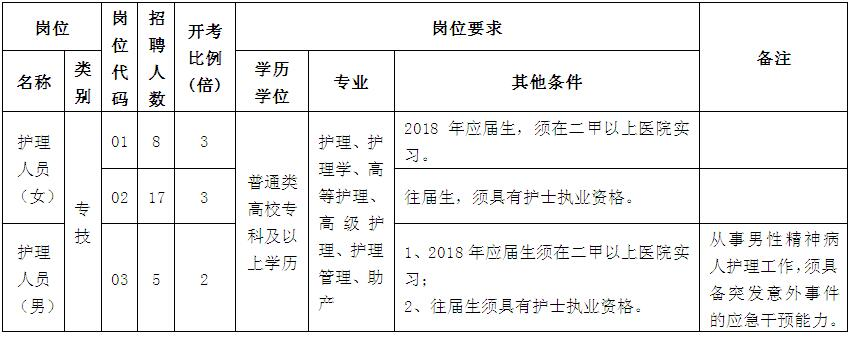 岗位
岗位代码
招聘人数
开考比例（倍）
岗位要求
备注
名称
类别
学历学位
专业
其他条件
护理人员（女）
专技
01
8
3
普通类高校专科及以上学历
护理、护理学、高等护理、高级护理、护理管理、助产
2018 年应届生，须在二甲以上医院实习。
02
17
3
往届生，须具有护士执业资格。
护理人员（男）
03
5
2
1、2018年应届生须在二甲以上医院实习；
2、往届生须具有护士执业资格。
从事男性精神病人护理工作，须具备突发意外事件的应急干预能力。